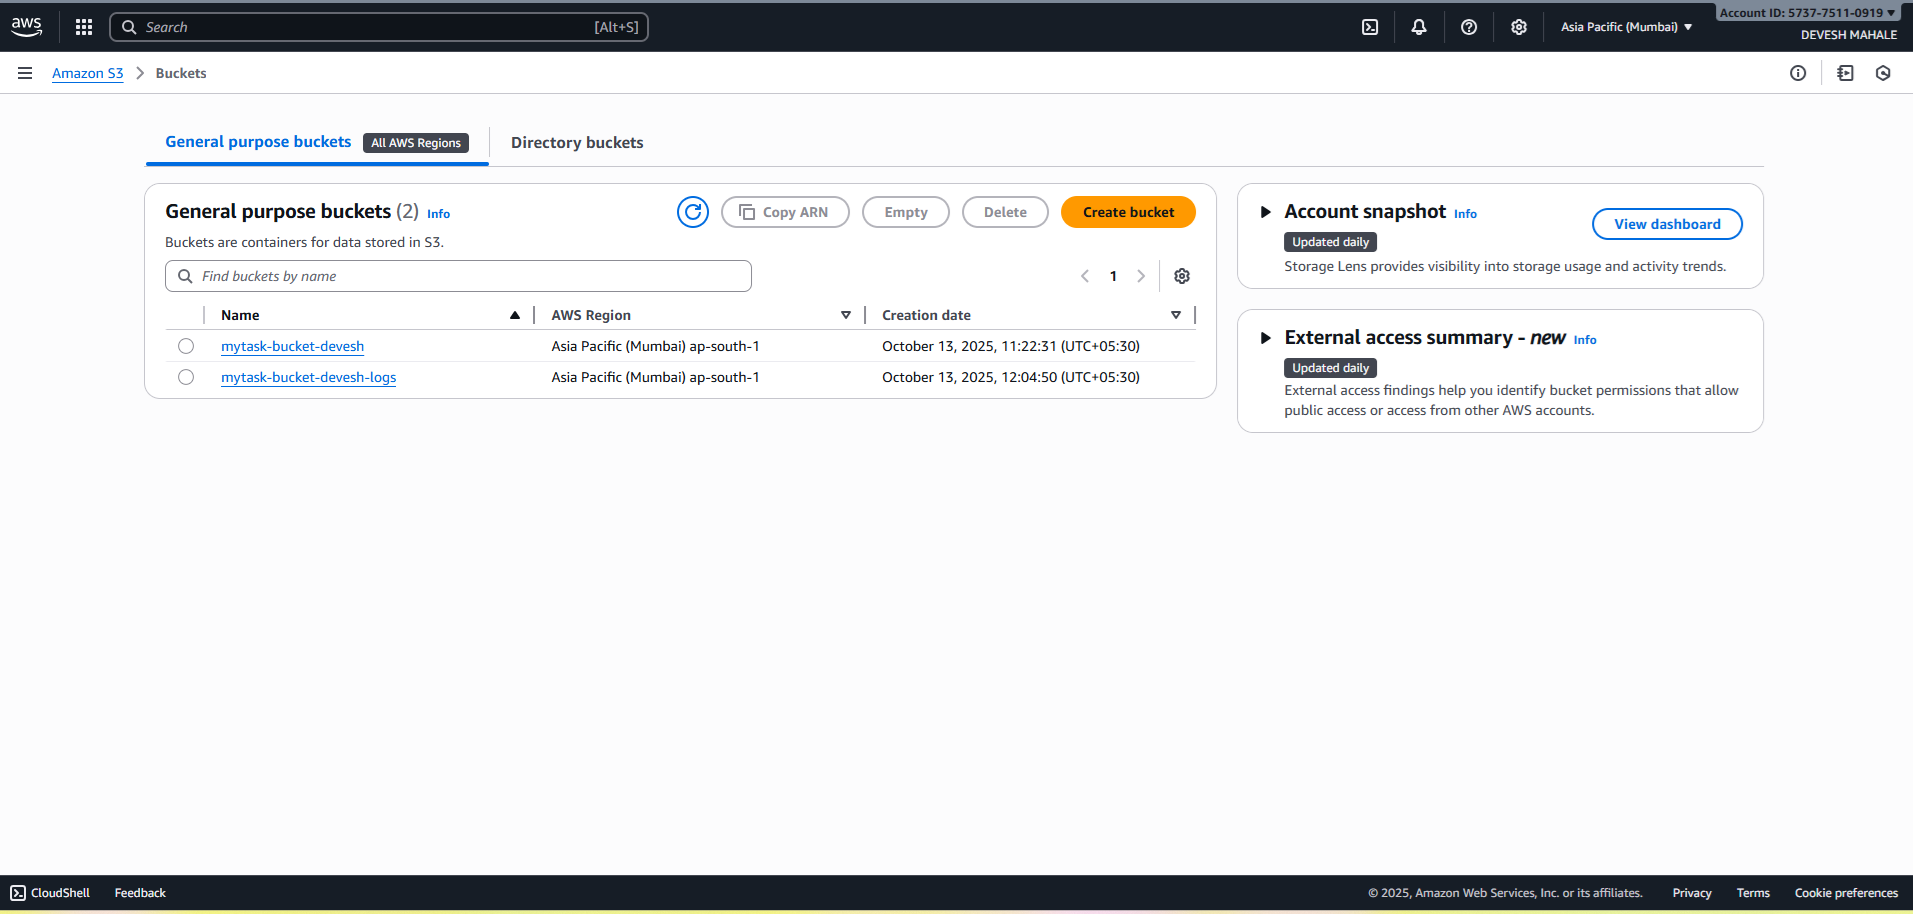 aws
Search [Alt+S]
Asia Pacific (Mumbai)
Account ID: 5737-7511-0919
DEVESH MAHALE
Amazon S3 > Buckets
General purpose buckets All AWS Regions
Directory buckets
General purpose buckets (2) Info
Copy ARN
Empty
Delete
Create bucket
Buckets are containers for data stored in S3.
Find buckets by name
1
Name AWS Region Creation date
mytask-bucket-devesh Asia Pacific (Mumbai) ap-south-1 October 13, 2025, 11:22:31 (UTC+05:30)
mytask-bucket-devesh-logs Asia Pacific (Mumbai) ap-south-1 October 13, 2025, 12:04:50 (UTC+05:30)
Account snapshot Info
View dashboard
Updated daily
Storage Lens provides visibility into storage usage and activity trends.
External access summary - new Info
Updated daily
External access findings help you identify bucket permissions that allow
public access or access from other AWS accounts.
CloudShell Feedback
© 2025, Amazon Web Services, Inc. or its affiliates. Privacy Terms Cookie preferences